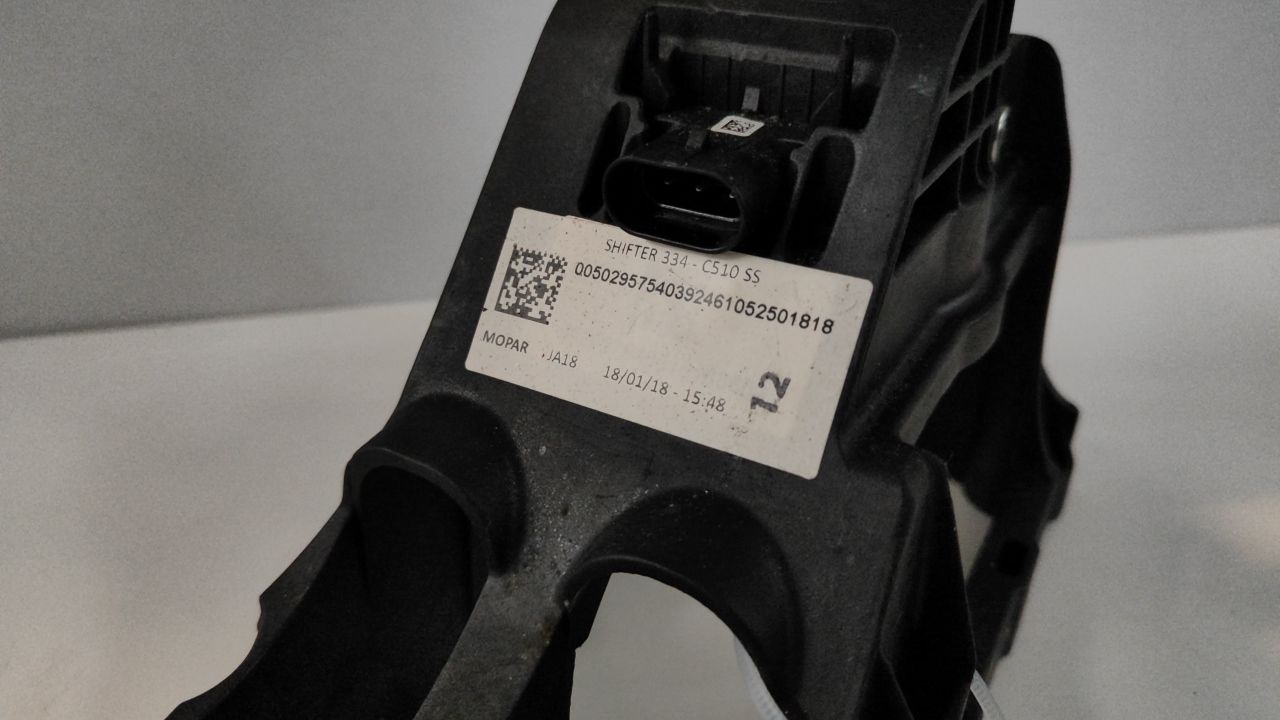 SHIFTER 334 - C510 SS
00502957540392461052501818
MOPAR JA18 18/01/18 - 15:48
12